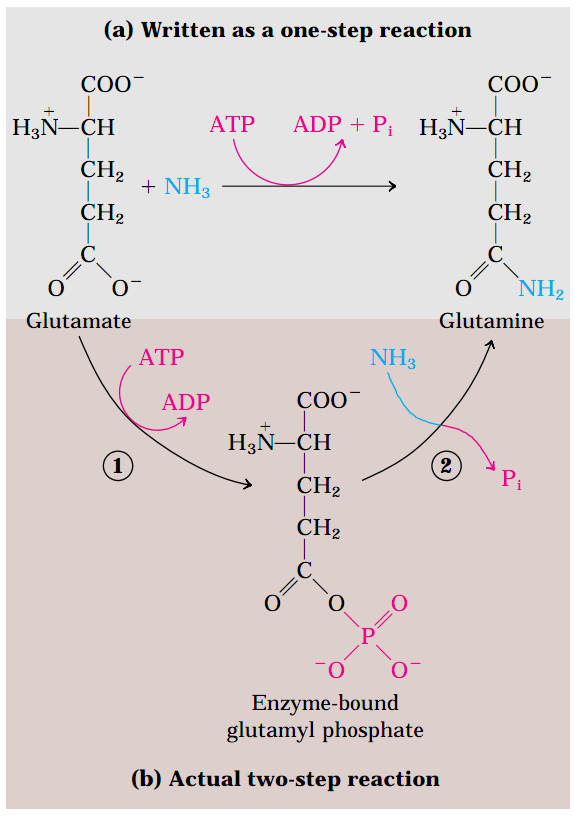 (a) Written as a one-step reaction
COO⁻
H₃N⁺—CH
CH₂
CH₂
C
O
O⁻
Glutamate
+ NH₃
ATP
ADP + Pᵢ
COO⁻
H₃N⁺—CH
CH₂
CH₂
C
O
NH₂
Glutamine
ATP
ADP
1
COO⁻
H₃N⁺—CH
CH₂
CH₂
C
O
O
O
P
⁻O
O⁻
NH₃
2
Pᵢ
Enzyme-bound
glutamyl phosphate
(b) Actual two-step reaction